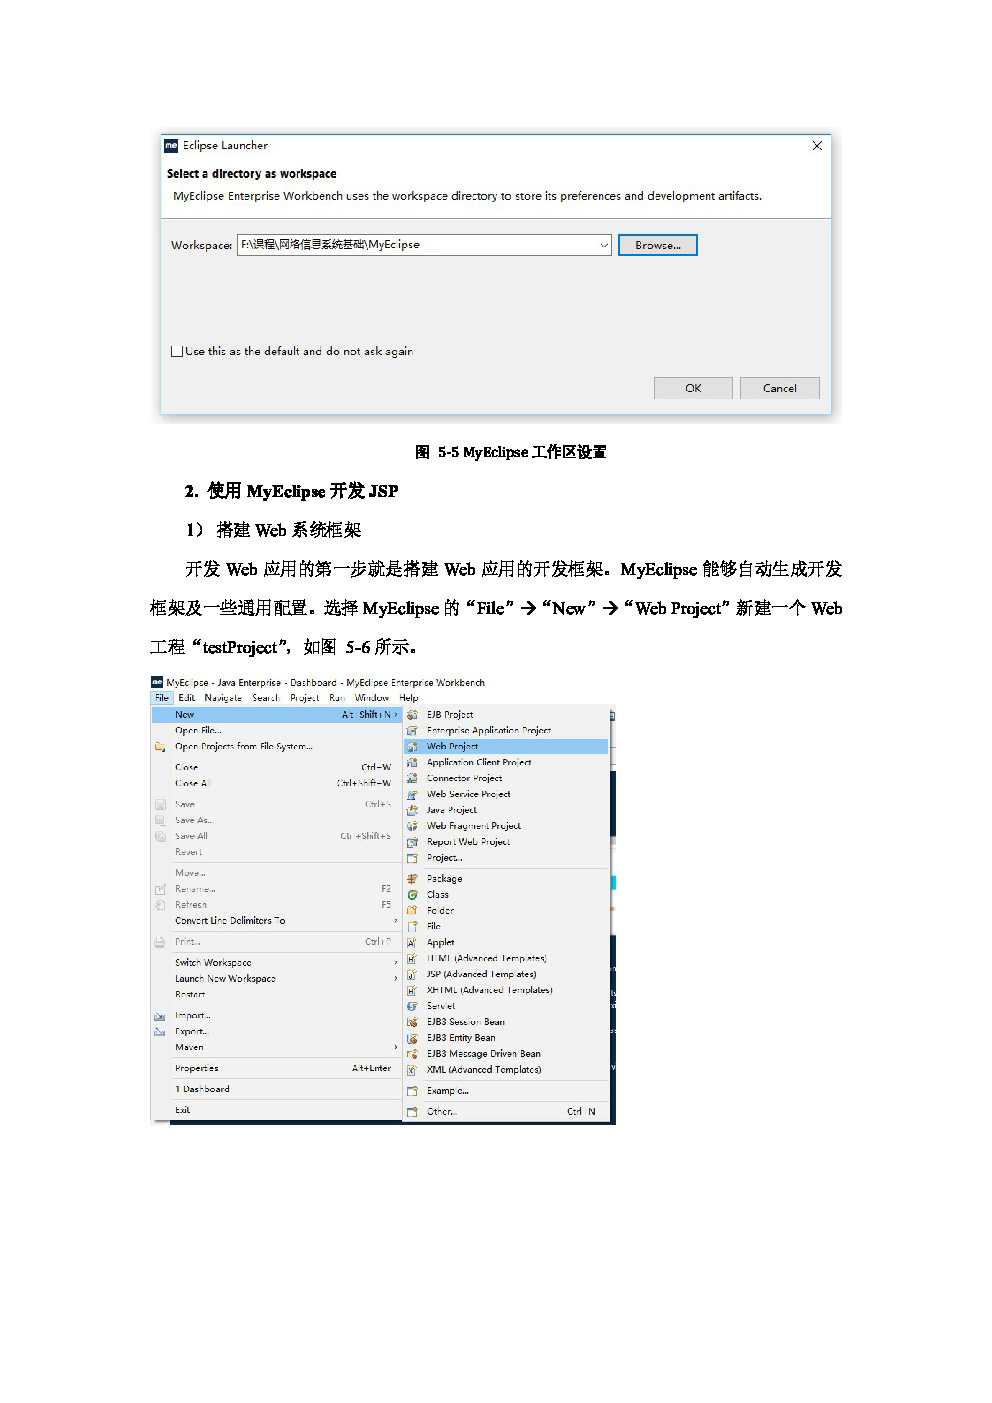 Eclipse Launcher
Select a directory as workspace
MyEclipse Enterprise Workbench uses the workspace directory to store its preferences and development artifacts.
Workspace: F:\课程\网络信息系统基础\MyEclipse Browse...
Use this as the default and do not ask again
OK Cancel
图 5-5 MyEclipse 工作区设置
2. 使用 MyEclipse 开发 JSP
1） 搭建 Web 系统框架
开发 Web 应用的第一步就是搭建 Web 应用的开发框架。MyEclipse 能够自动生成开发
框架及一些通用配置。选择 MyEclipse 的“File”→“New”→“Web Project”新建一个 Web
工程“testProject”，如图 5-6 所示。
MyEclipse - Java Enterprise - Dashboard - MyEclipse Enterprise Workbench
File Edit Navigate Search Project Run Window Help
New Alt+Shift+N >
Open File...
Open Projects from File System...
Close Ctrl+W
Close All Ctrl+Shift+W
Save Ctrl+S
Save As...
Save All Ctrl+Shift+S
Revert
Move...
Rename... F2
Refresh F5
Convert Line Delimiters To >
Print... Ctrl+P
Switch Workspace >
Launch New Workspace >
Restart
Import...
Export...
Maven >
Properties Alt+Enter
1 Dashboard
Exit
EJB Project
Enterprise Application Project
Web Project
Application Client Project
Connector Project
Web Service Project
Java Project
Web Fragment Project
Report Web Project
Project...
Package
Class
Folder
File
Applet
HTML (Advanced Templates)
JSP (Advanced Templates)
XHTML (Advanced Templates)
Servlet
EJB3 Session Bean
EJB3 Entity Bean
EJB3 Message Driven Bean
XML (Advanced Templates)
Example...
Other... Ctrl+N